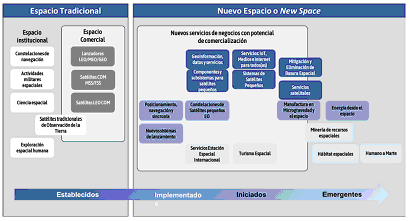 Espacio Tradicional
Nuevo Espacio o New Space
Espacio
institucional
Espacio
Comercial
Nuevos servicios de negocios con potencial
de comercialización
Constelaciones de
navegación
Actividades
militares
espaciales
Ciencia espacial
Lanzadores
LEO/MEO/GEO
Satélites COM
MSS/FSS
Satélites LEO COM
Satélites tradicionales
de Observación de la
Tierra
Exploración
espacial humana
Geoinformación,
datos y servicios
Componentes y
subsistemas para
satélites pequeños
Servicios IoT,
Medios e Internet
para todos(as)
Sistemas de
Satélites
Pequeños
Mitigación y
Eliminación de
Basura Espacial
Servicios
satelitales
Posicionamiento,
navegación y
sincronía
Constelaciones de
Satélites pequeños
EO
Manufactura en
Microgravedad y
el espacio
Energía desde el
espacio
Nuevos sistemas
de lanzamiento
Minería de recursos
espaciales
Servicios Estación
Espacial
Internacional
Turismo Espacial
Hábitat espaciales
Humano a Marte
Establecidos
Implementado
Iniciados
Emergentes